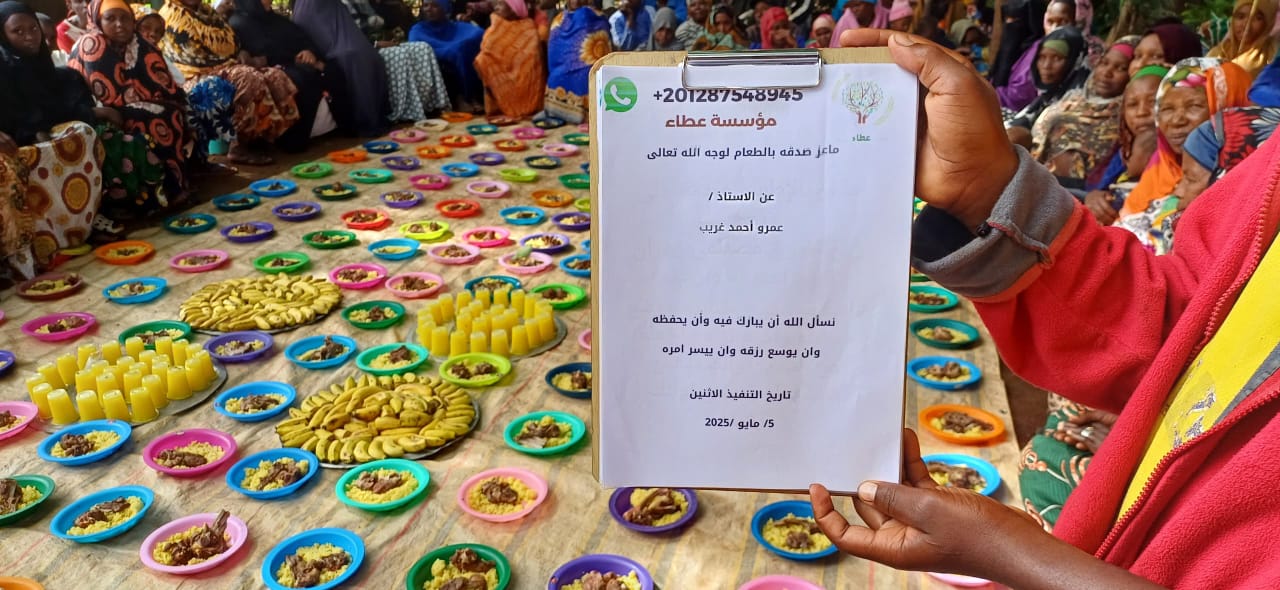 +201287548945
مؤسسة عطاء
عطاء
ماعز صدقه بالطعام لوجه الله تعالى
عن الاستاذ /
عمرو أحمد غريب
نسأل الله أن يبارك فيه وأن يحفظه
وان يوسع رزقه وان ييسر امره
تاريخ التنفيذ الاثنين
5/ مايو /2025